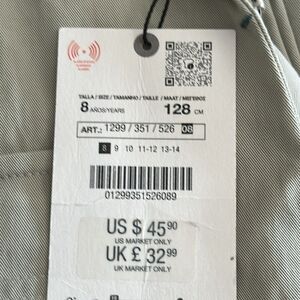 TALLA / SIZE / TAMANHO / TAILLE / MAAT / ΜΕΓΕΘΟΣ
8 AÑOS/YEARS 128 CM
ART.: 1299 / 351 / 526 08
8 9 10 11-12 13-14
01299351526089
US $ 45 90
US MARKET ONLY
UK £ 32 99
UK MARKET ONLY